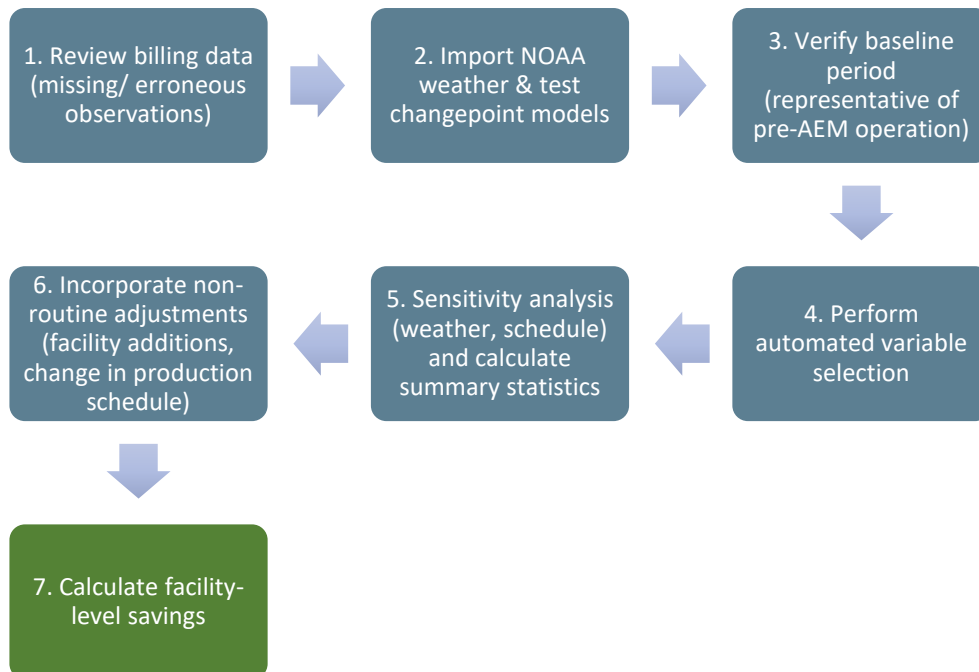 1. Review billing data
(missing/ erroneous
observations)
2. Import NOAA
weather & test
changepoint models
3. Verify baseline
period
(representative of
pre-AEM operation)
4. Perform
automated variable
selection
5. Sensitivity analysis
(weather, schedule)
and calculate
summary statistics
6. Incorporate non-
routine adjustments
(facility additions,
change in production
schedule)
7. Calculate facility-
level savings